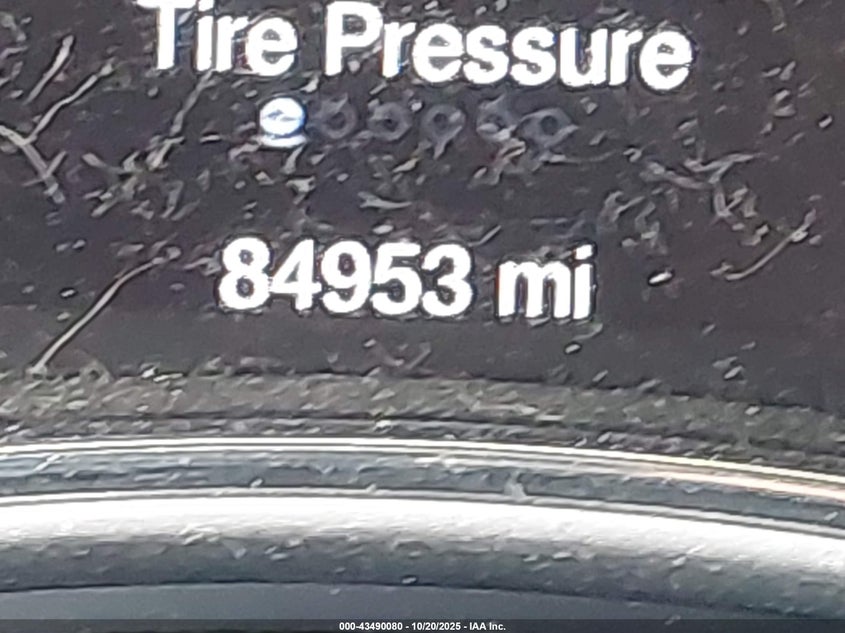 Tire Pressure
84953 mi
000-43490080 - 10/20/2025 - IAA Inc.